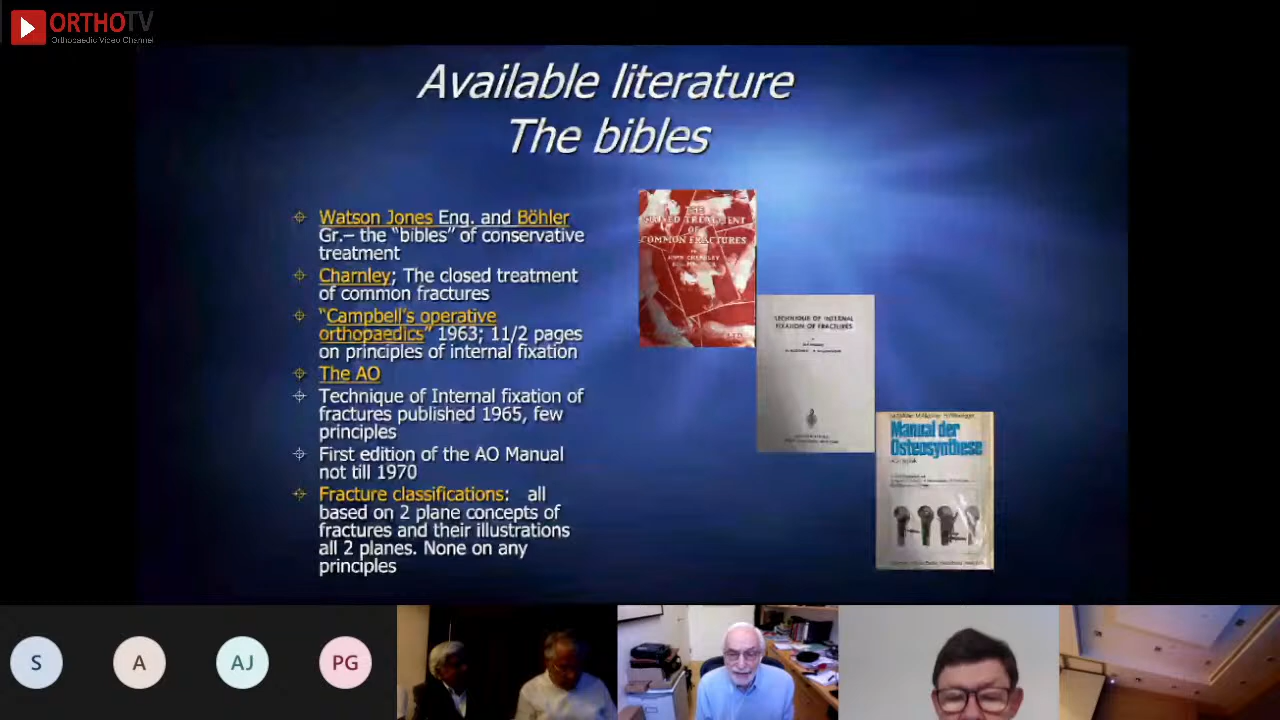 ORTHOTV
Orthopaedic Video Channel
Available literature
The bibles
Watson Jones Eng. and Böhler
Gr.– the “bibles” of conservative
treatment
Charnley; The closed treatment
of common fractures
“Campbell’s operative
orthopaedics” 1963; 11/2 pages
on principles of internal fixation
The AO
Technique of Internal fixation of
fractures published 1965, few
principles
First edition of the AO Manual
not till 1970
Fracture classifications: all
based on 2 plane concepts of
fractures and their illustrations
all 2 planes. None on any
principles
THE
CLOSED TREATMENT
OF
COMMON FRACTURES
JOHN CHARNLEY
TECHNIQUE OF INTERNAL
FIXATION OF FRACTURES
Manual der
Osteosynthese
S
A
AJ
PG